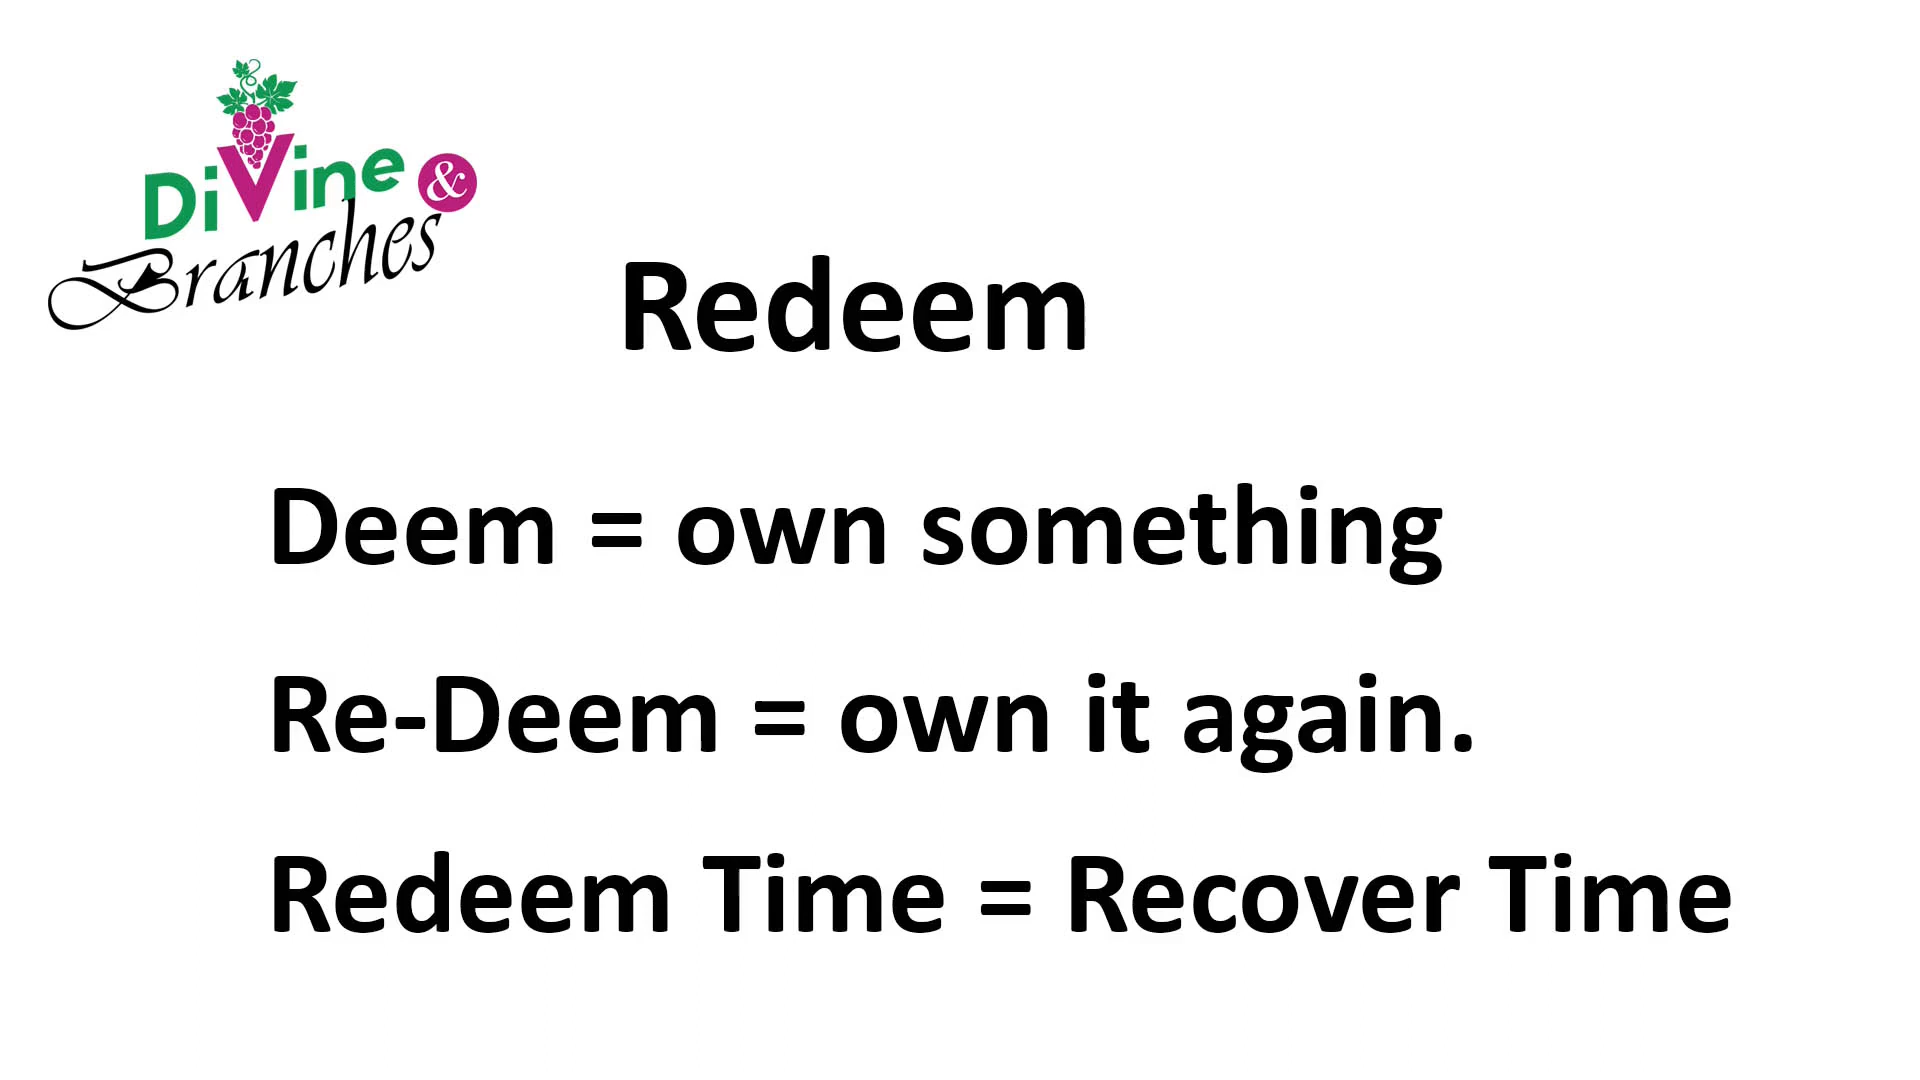 DiVine &
Branches
Redeem
Deem = own something
Re-Deem = own it again.
Redeem Time = Recover Time